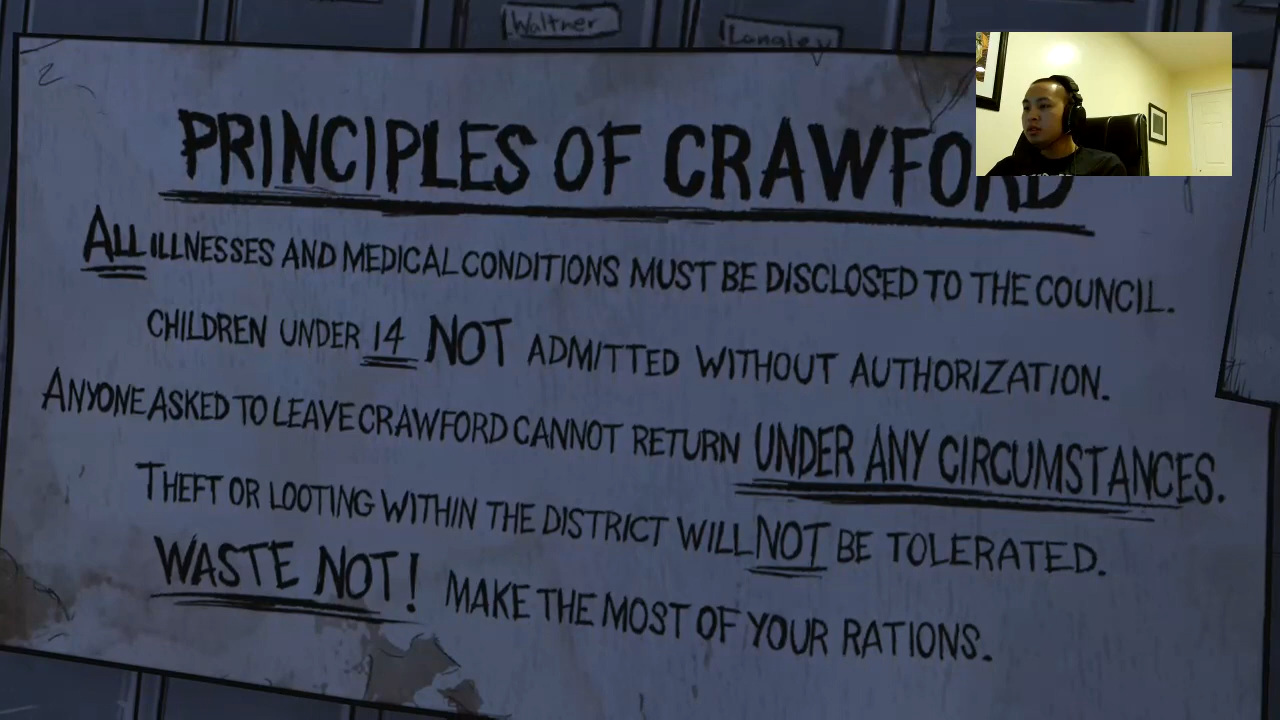 Waltner
Langley
PRINCIPLES OF CRAWFORD
ALL ILLNESSES AND MEDICAL CONDITIONS MUST BE DISCLOSED TO THE COUNCIL.
CHILDREN UNDER 14 NOT ADMITTED WITHOUT AUTHORIZATION.
ANYONE ASKED TO LEAVE CRAWFORD CANNOT RETURN UNDER ANY CIRCUMSTANCES.
THEFT OR LOOTING WITHIN THE DISTRICT WILL NOT BE TOLERATED.
WASTE NOT! MAKE THE MOST OF YOUR RATIONS.